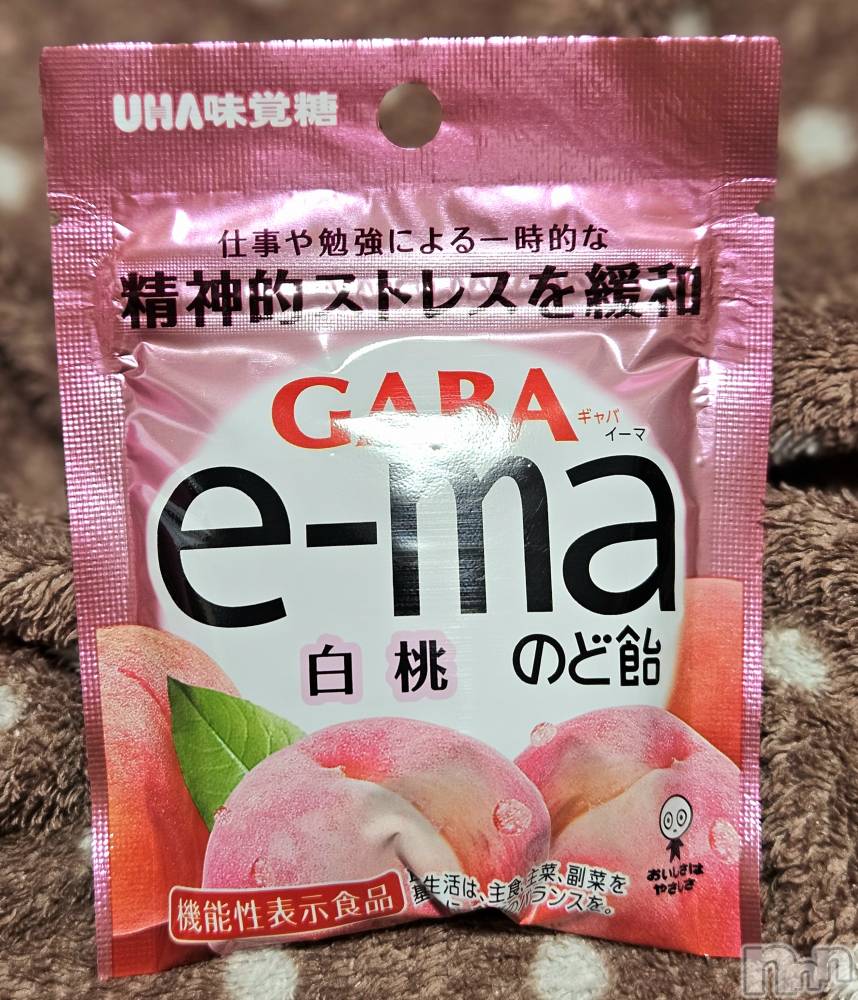 UHA味覚糖
仕事や勉強による一時的な
精神的ストレスを緩和
GABA
ギャバ
イーマ
e-ma
白桃
のど飴
おいしさは
やさしさ
機能性表示食品
生活は、主食、主菜、副菜を
バランスを。
nnn